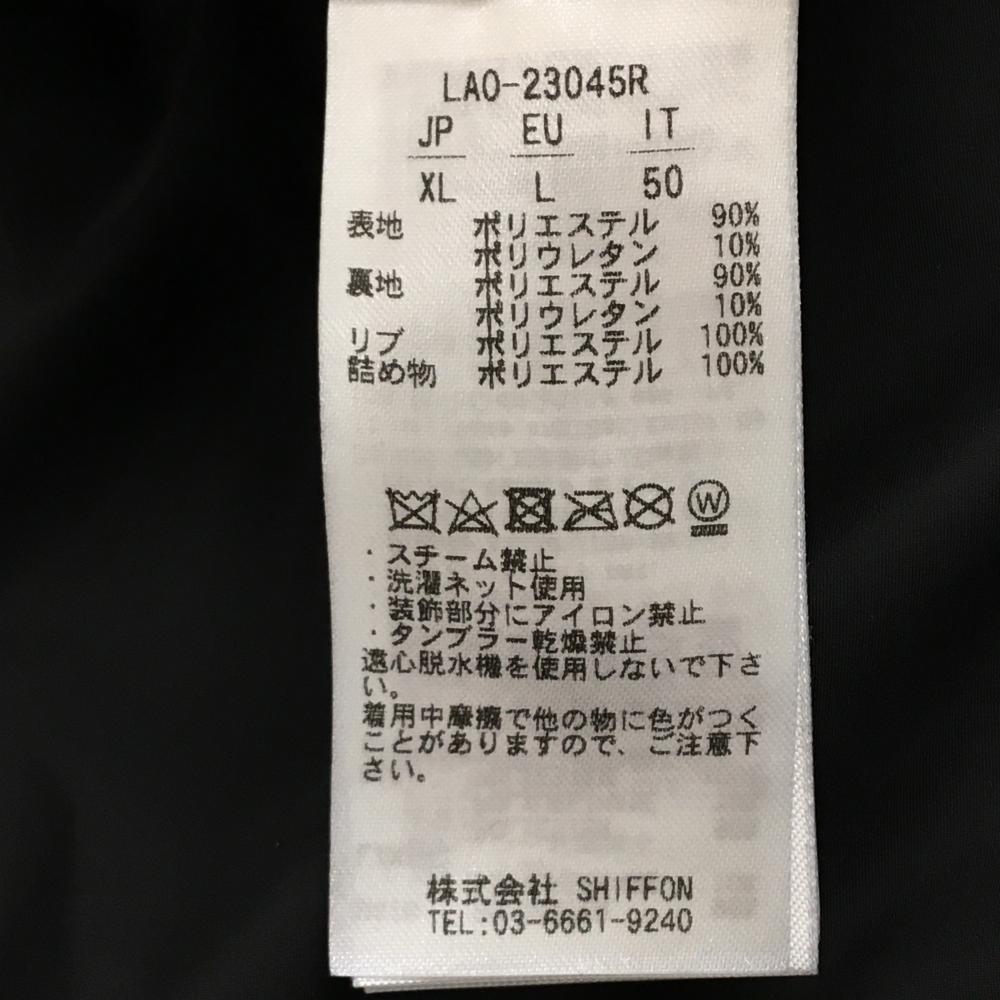 LAO-23045R
JP EU IT
XL L 50
表地 ポリエステル 90%
ポリウレタン 10%
裏地 ポリエステル 90%
ポリウレタン 10%
リブ ポリエステル 100%
詰め物 ポリエステル 100%
W
・スチーム禁止
・洗濯ネット使用
・装飾部分にアイロン禁止
・タンブラー乾燥禁止
遠心脱水機を使用しないで下さ
い。
着用中摩擦で他の物に色がつく
ことがありますので、ご注意下
さい。
株式会社 SHIFFON
TEL:03-6661-9240